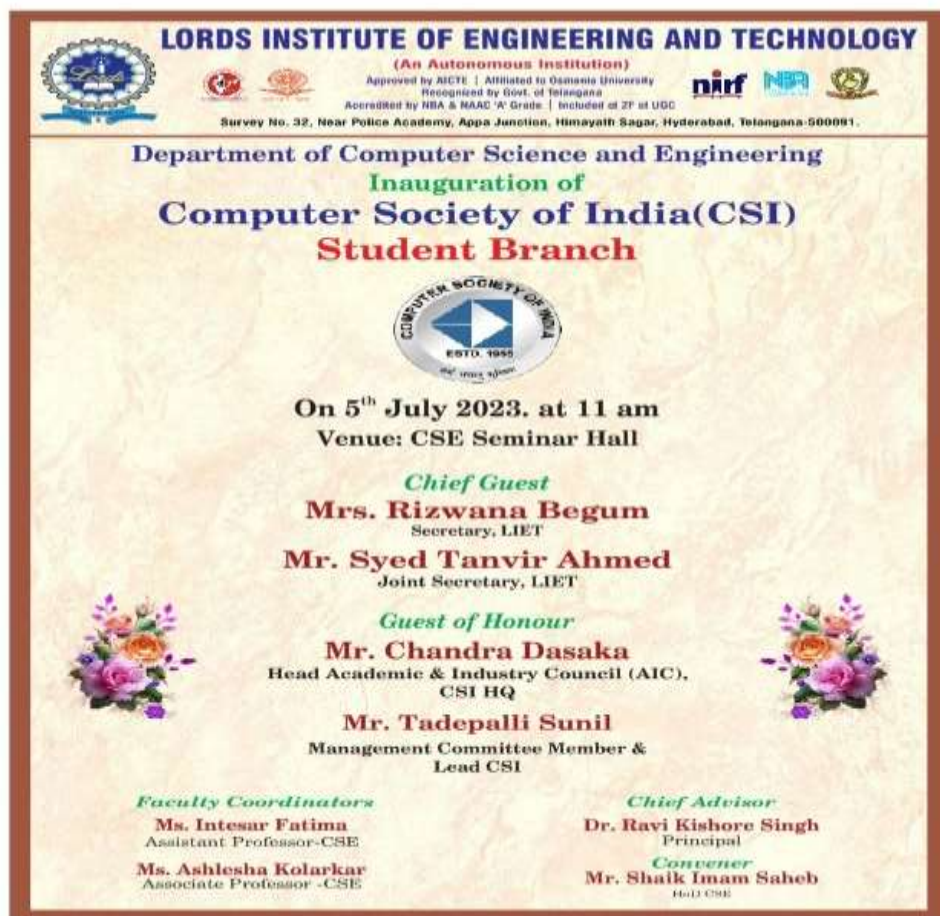 LORDS INSTITUTE OF ENGINEERING AND TECHNOLOGY
(An Autonomous Institution)
Approved by AICTE | Affiliated to Osmania University
Recognized by Govt. of Telangana
Accredited by NBA & NAAC 'A' Grade | Included of 2F of UGC
Survey No. 32, Near Police Academy, Appa Junction, Himayath Sagar, Hyderabad, Telangana-500091.
Lords
nirf
NBA
Department of Computer Science and Engineering
Inauguration of
Computer Society of India(CSI)
Student Branch
COMPUTER SOCIETY OF INDIA
ESTD. 1965
On 5th July 2023. at 11 am
Venue: CSE Seminar Hall
Chief Guest
Mrs. Rizwana Begum
Secretary, LIET
Mr. Syed Tanvir Ahmed
Joint Secretary, LIET
Guest of Honour
Mr. Chandra Dasaka
Head Academic & Industry Council (AIC),
CSI HQ
Mr. Tadepalli Sunil
Management Committee Member &
Lead CSI
Faculty Coordinators
Ms. Intesar Fatima
Assistant Professor-CSE
Ms. Ashlesha Kolarkar
Associate Professor -CSE
Chief Advisor
Dr. Ravi Kishore Singh
Principal
Convener
Mr. Shaik Imam Saheb
HoD CSE